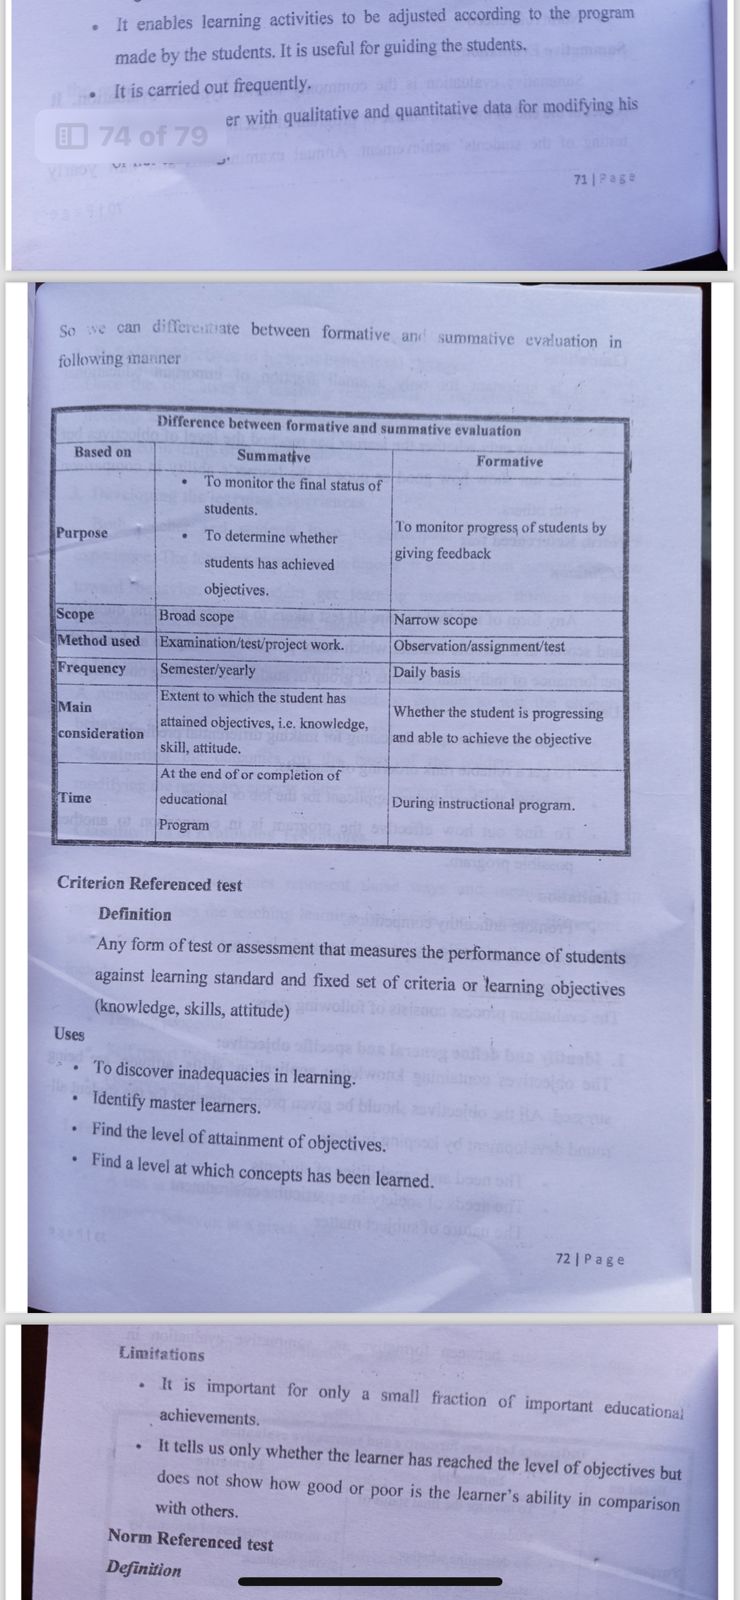 • It enables learning activities to be adjusted according to the program
made by the students. It is useful for guiding the students.
• It is carried out frequently.
er with qualitative and quantitative data for modifying his
74 of 79
71 | Page
So we can differentiate between formative and summative evaluation in
following manner
Difference between formative and summative evaluation
Based on Summative Formative
Purpose
• To monitor the final status of
students.
• To determine whether
students has achieved
objectives.
To monitor progress of students by
giving feedback
Scope Broad scope Narrow scope
Method used Examination/test/project work. Observation/assignment/test
Frequency Semester/yearly Daily basis
Main
consideration
Extent to which the student has
attained objectives, i.e. knowledge,
skill, attitude.
Whether the student is progressing
and able to achieve the objective
Time
At the end of or completion of
educational
Program
During instructional program.
Criterion Referenced test
Definition
Any form of test or assessment that measures the performance of students
against learning standard and fixed set of criteria or learning objectives
(knowledge, skills, attitude)
Uses
• To discover inadequacies in learning.
• Identify master learners.
• Find the level of attainment of objectives.
• Find a level at which concepts has been learned.
72 | Page
Limitations
• It is important for only a small fraction of important educational
achievements.
• It tells us only whether the learner has reached the level of objectives but
does not show how good or poor is the learner's ability in comparison
with others.
Norm Referenced test
Definition